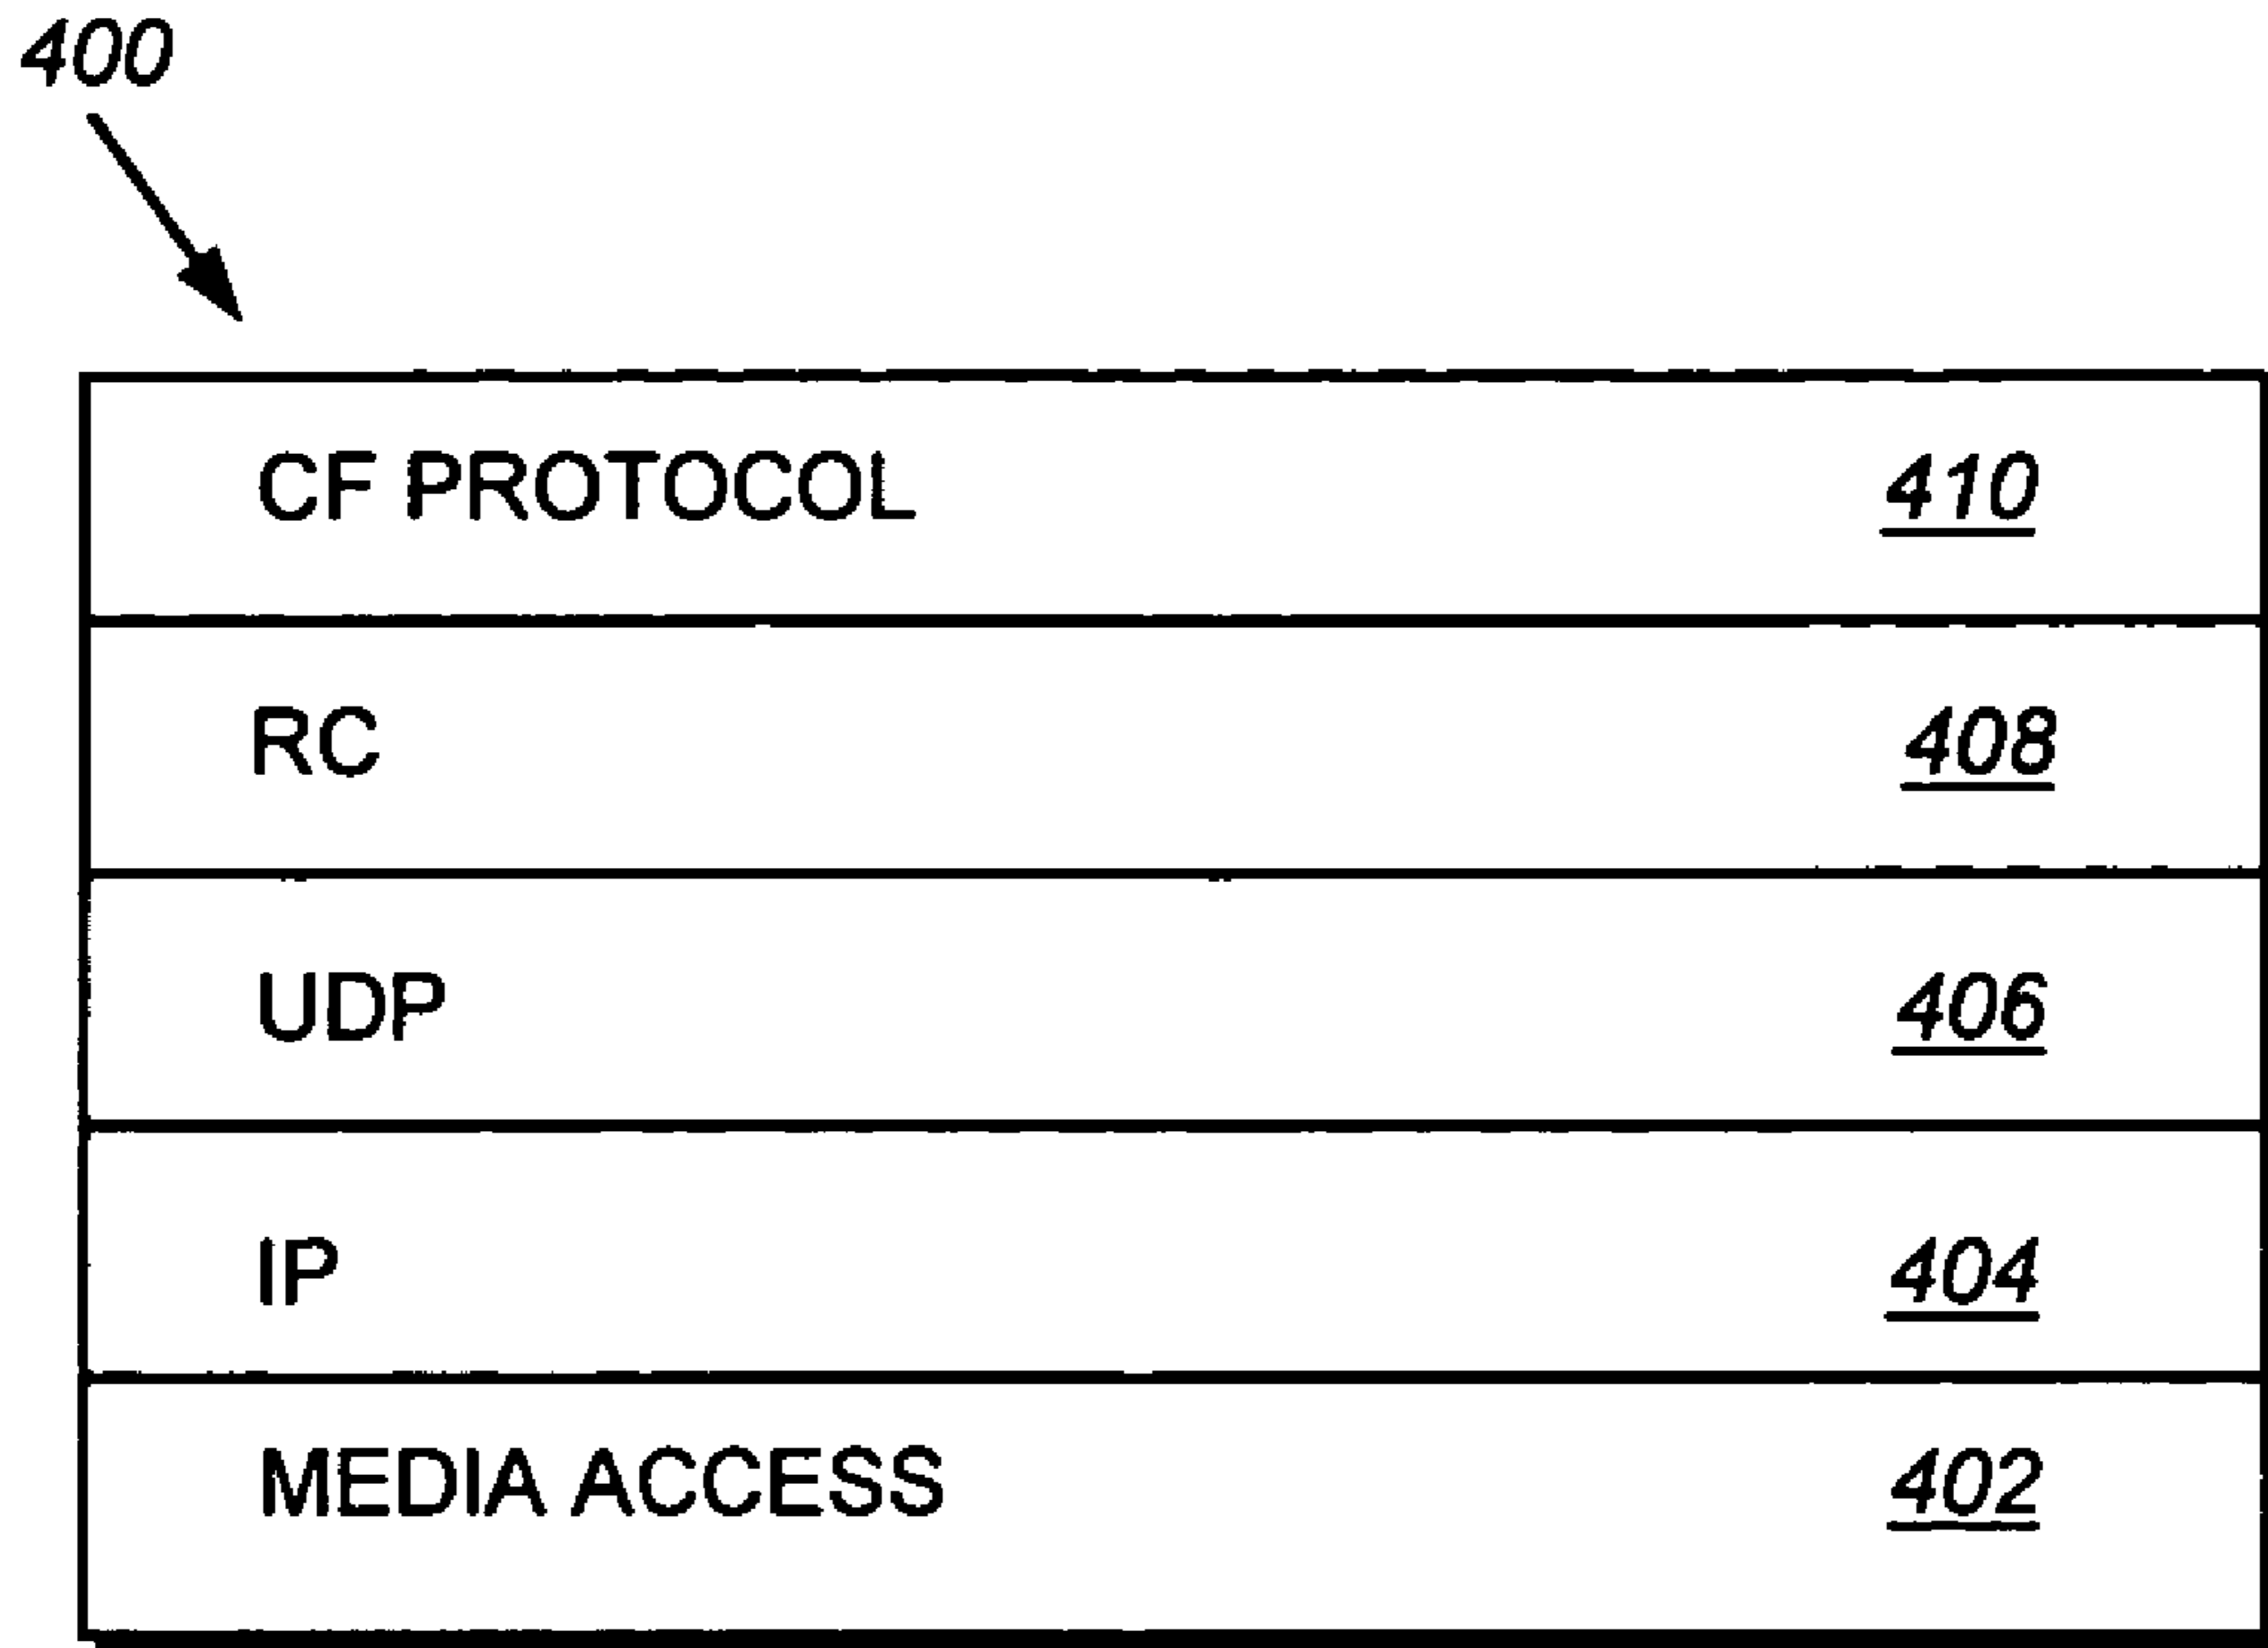 400
CF PROTOCOL 410
RC 408
UDP 406
IP 404
MEDIA ACCESS 402